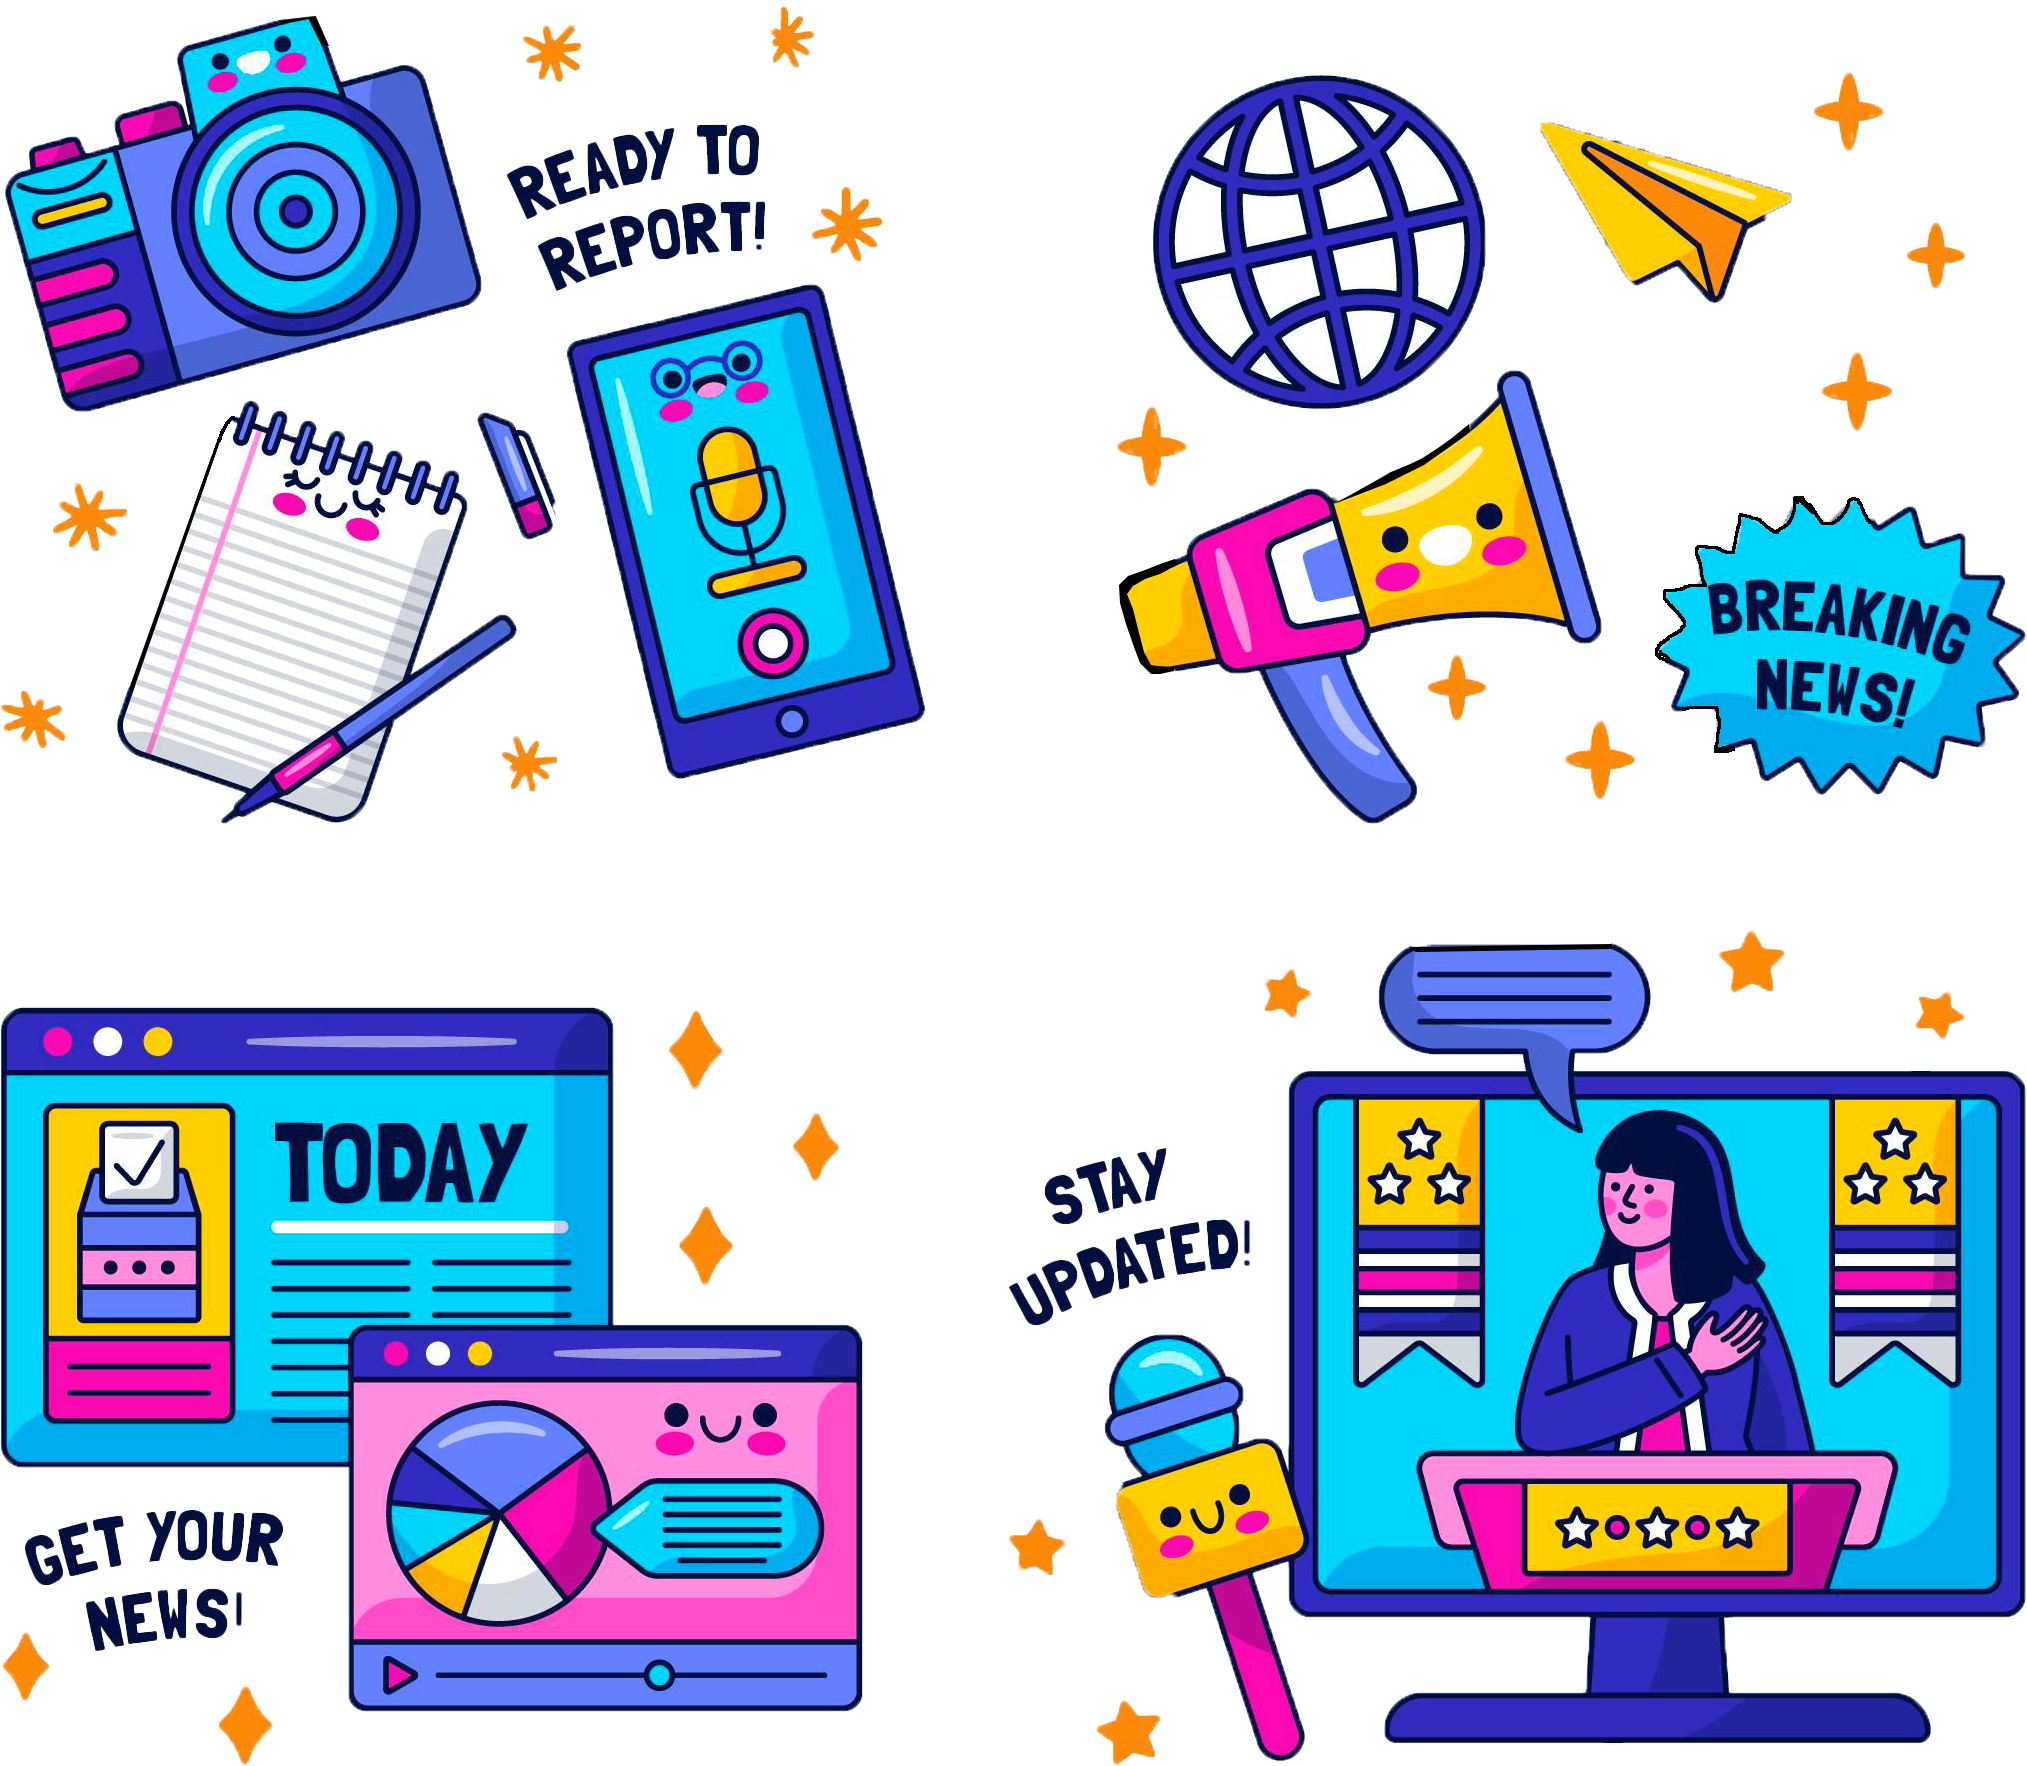 READY TO
REPORT!
BREAKING
NEWS!
TODAY
GET YOUR
NEWS!
STAY
UPDATED!